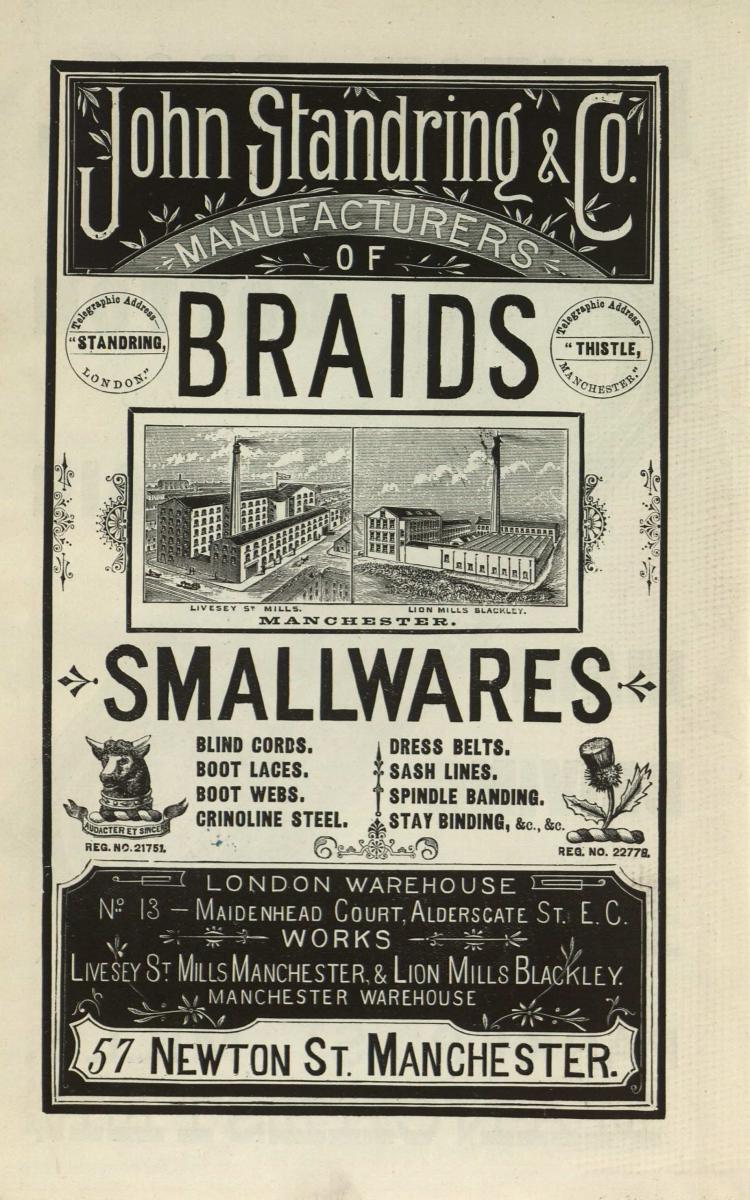 John Standring & Co.
MANUFACTURERS
OF
BRAIDS
Telegraphic Address—
"STANDRING,
LONDON."
Telegraphic Address—
"THISTLE,
MANCHESTER."
LIVESEY ST MILLS.
LION MILLS BLACKLEY.
MANCHESTER.
SMALLWARES
BLIND CORDS.
BOOT LACES.
BOOT WEBS.
CRINOLINE STEEL.
DRESS BELTS.
SASH LINES.
SPINDLE BANDING.
STAY BINDING, &c., &c.
AUDACTER ET SINCERE
REG. NO. 21751.
REG. NO. 22778.
LONDON WAREHOUSE
No 13 — MAIDENHEAD COURT, ALDERSGATE ST. E. C.
WORKS
LIVESEY ST MILLS MANCHESTER, & LION MILLS BLACKLEY.
MANCHESTER WAREHOUSE
57 NEWTON ST. MANCHESTER.